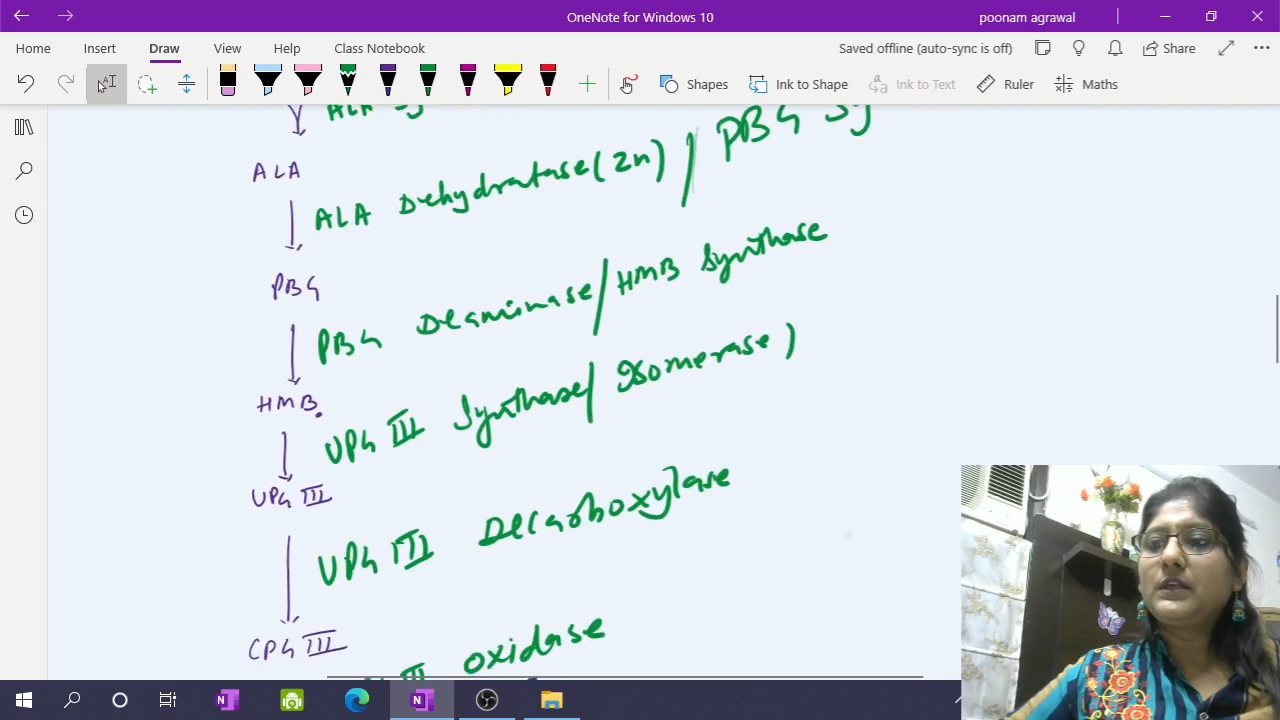 OneNote for Windows 10
poonam agrawal
Home Insert Draw View Help Class Notebook
Saved offline (auto-sync is off)
Share
Shapes
Ink to Shape
Ink to Text
Ruler
Maths
ALA
ALA
ALA Dehydratase (Zn) / PBG Sy
PBG
PBG Deaminase/HMB Synthase
HMB
UPG III Synthase/Isomerase)
UPG III
UPG III Decarboxylase
CPG III
III oxidase